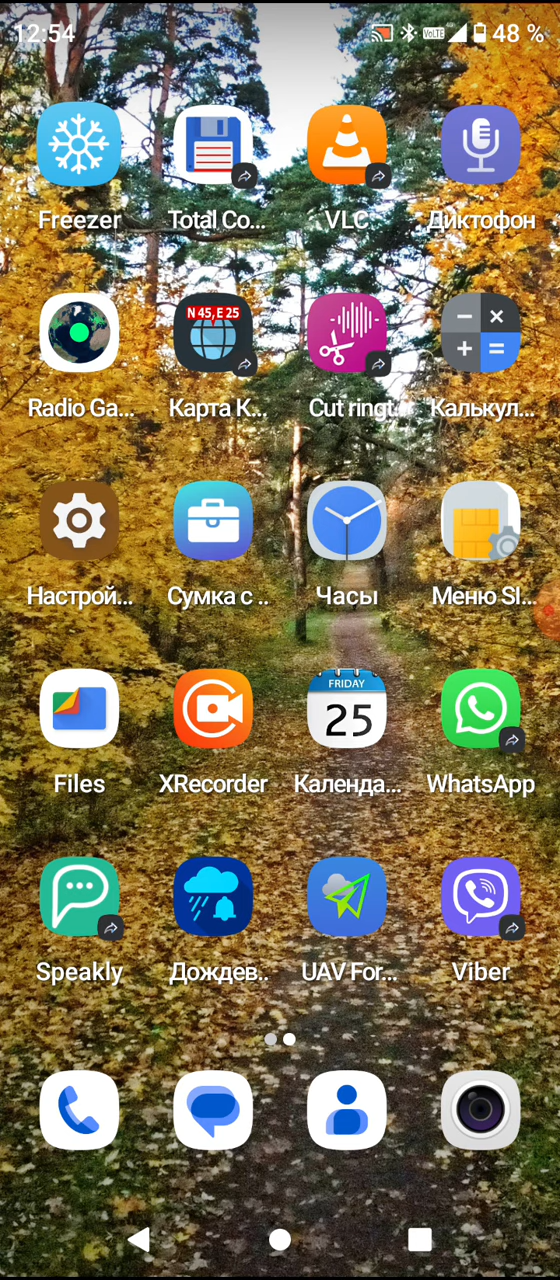 12:54
VoLTE
48 %
Freezer
Total Co...
VLC
Диктофон
N 45,E 25
Radio Ga...
Карта К...
Cut ringt
Калькул...
Настрой...
Сумка с ..
Часы
Меню SI...
FRIDAY
25
Files
XRecorder
Календа...
WhatsApp
Speakly
Дождев..
UAV For...
Viber